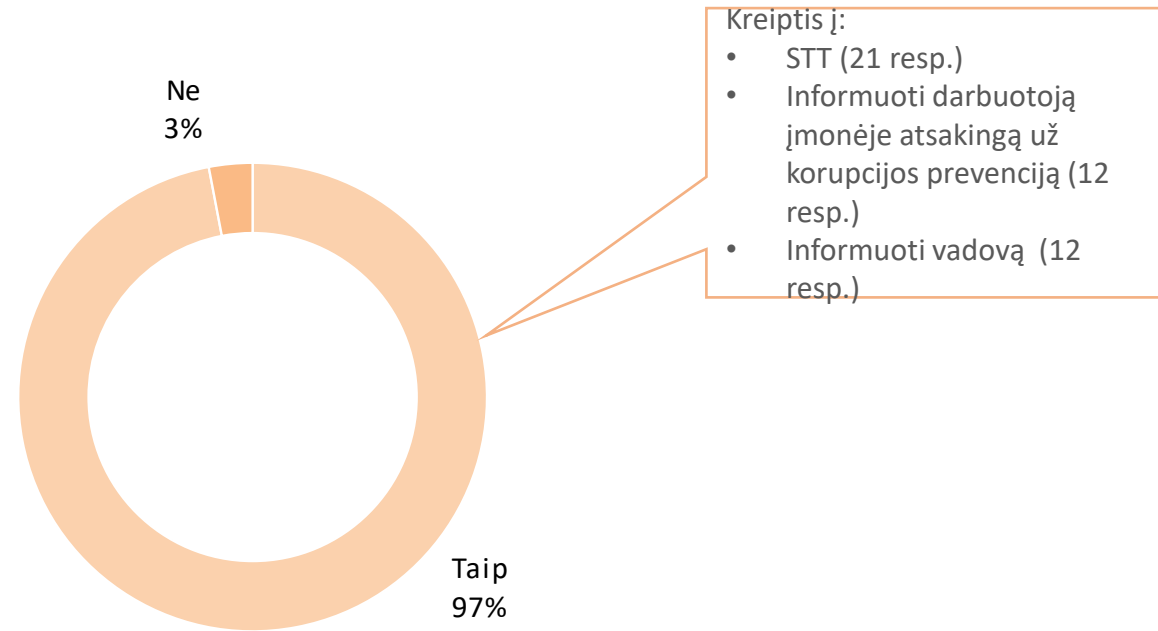 Ne
3%
Kreiptis į:
• STT (21 resp.)
• Informuoti darbuotoją
įmonėje atsakingą už
korupcijos prevenciją (12
resp.)
• Informuoti vadovą (12
resp.)
Taip
97%